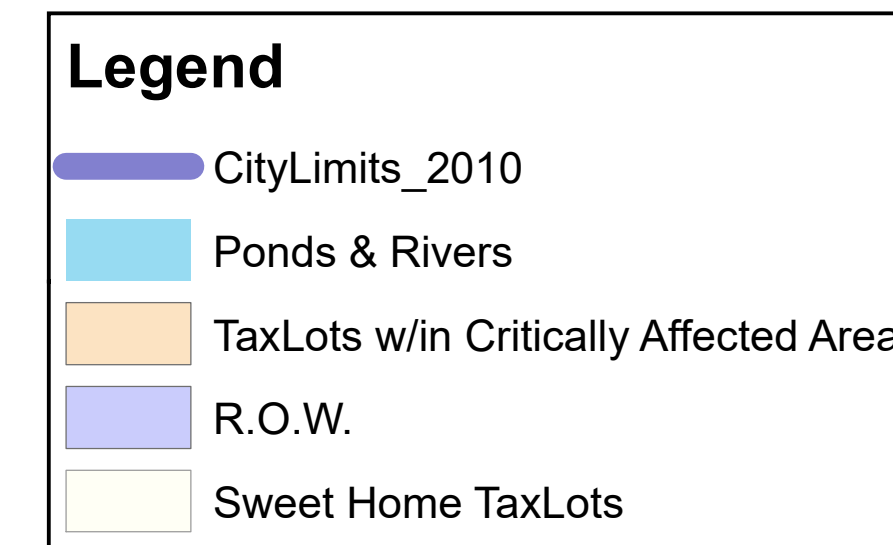 Legend
CityLimits_2010
Ponds & Rivers
TaxLots w/in Critically Affected Area
R.O.W.
Sweet Home TaxLots